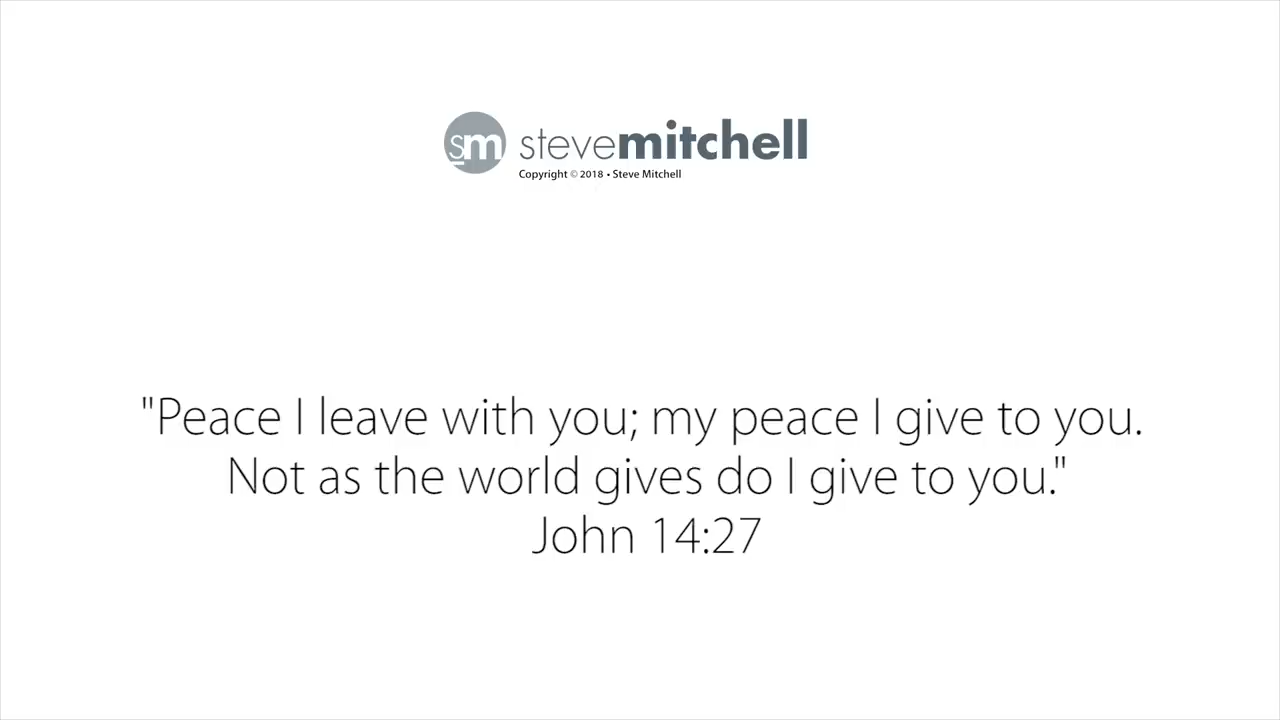 sm stevemitchell
Copyright © 2018 • Steve Mitchell
"Peace I leave with you; my peace I give to you.
Not as the world gives do I give to you."
John 14:27